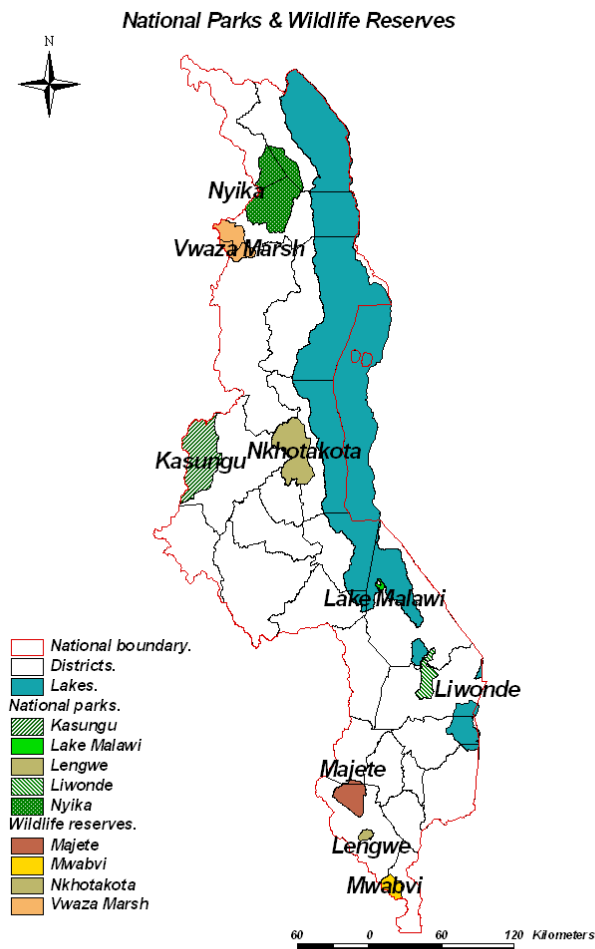 National Parks & Wildlife Reserves
N
Nyika
Vwaza Marsh
Nkhotakota
Kasungu
Lake Malawi
Liwonde
Majete
Lengwe
Mwabvi
National boundary.
Districts.
Lakes.
National parks.
Kasungu
Lake Malawi
Lengwe
Liwonde
Nyika
Wildlife reserves.
Majete
Mwabvi
Nkhotakota
Vwaza Marsh
60 0 60 120 Kilometers